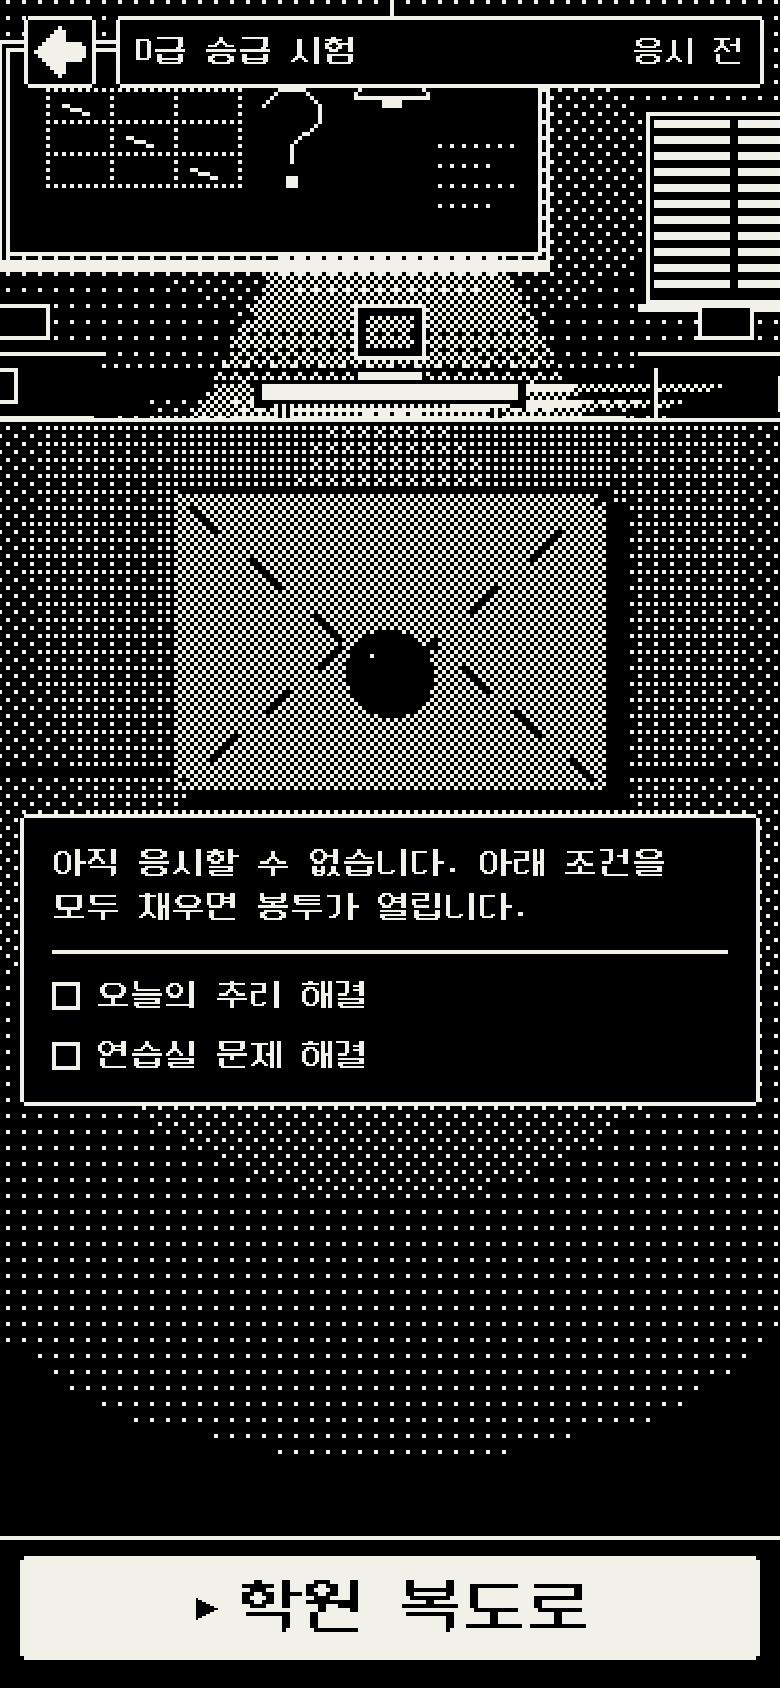 D급 승급 시험
응시 전
아직 응시할 수 없습니다. 아래 조건을
모두 채우면 봉투가 열립니다.
오늘의 추리 해결
연습실 문제 해결
학원 복도로